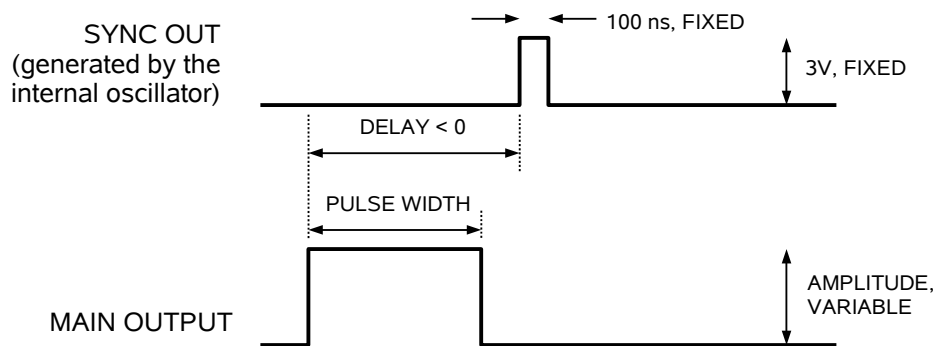 100 ns, FIXED
SYNC OUT
(generated by the
internal oscillator)
3V, FIXED
DELAY < 0
PULSE WIDTH
AMPLITUDE,
VARIABLE
MAIN OUTPUT